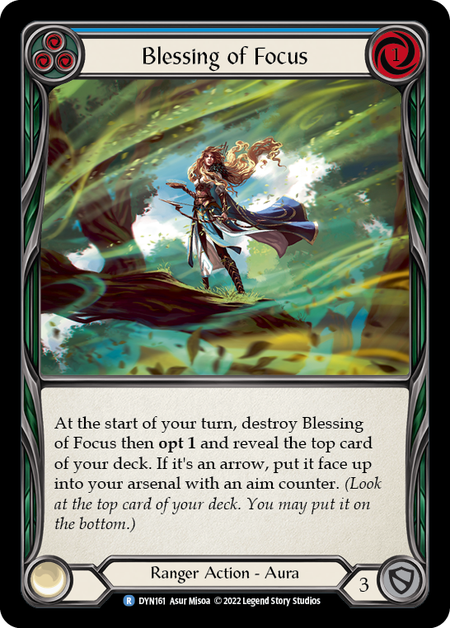 Blessing of Focus
1
At the start of your turn, destroy Blessing
of Focus then opt 1 and reveal the top card
of your deck. If it's an arrow, put it face up
into your arsenal with an aim counter. (Look
at the top card of your deck. You may put it on
the bottom.)
Ranger Action - Aura
3
R DYN161 Asur Misoa © 2022 Legend Story Studios